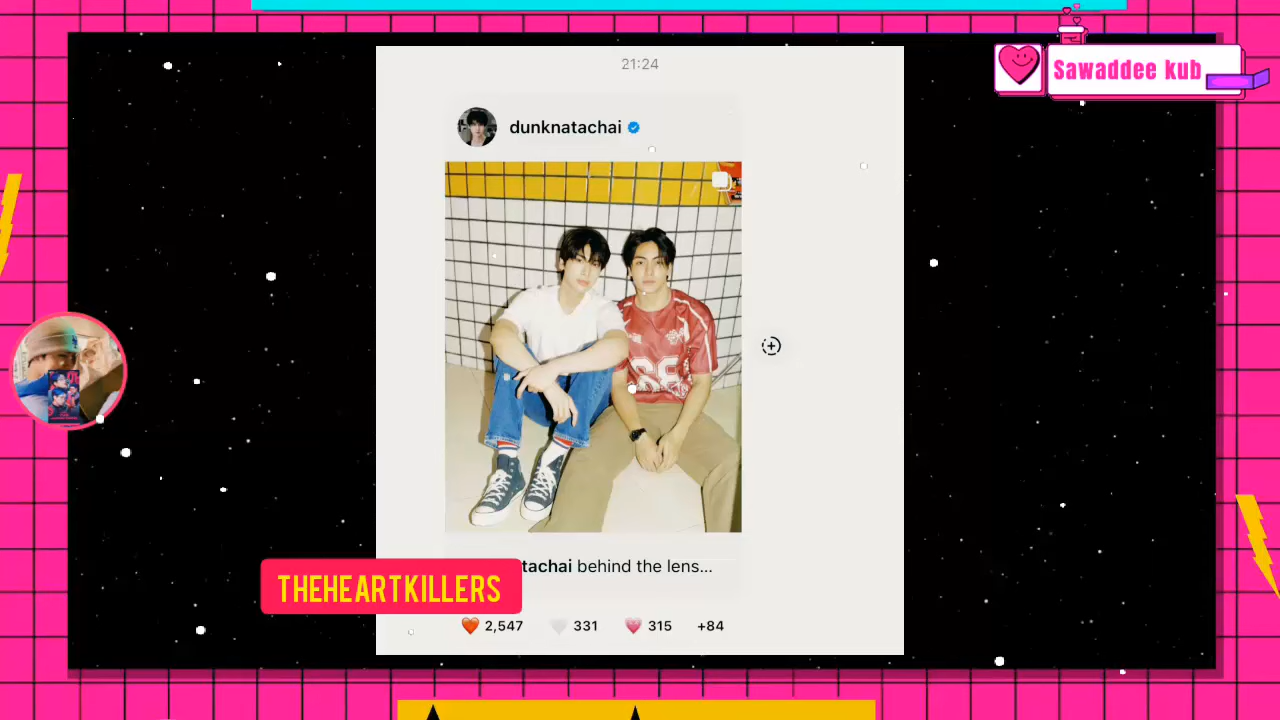 21:24
Sawaddee kub
dunknatachai
tachai behind the lens...
THEHEARTKILLERS
2,547 331 315 +84